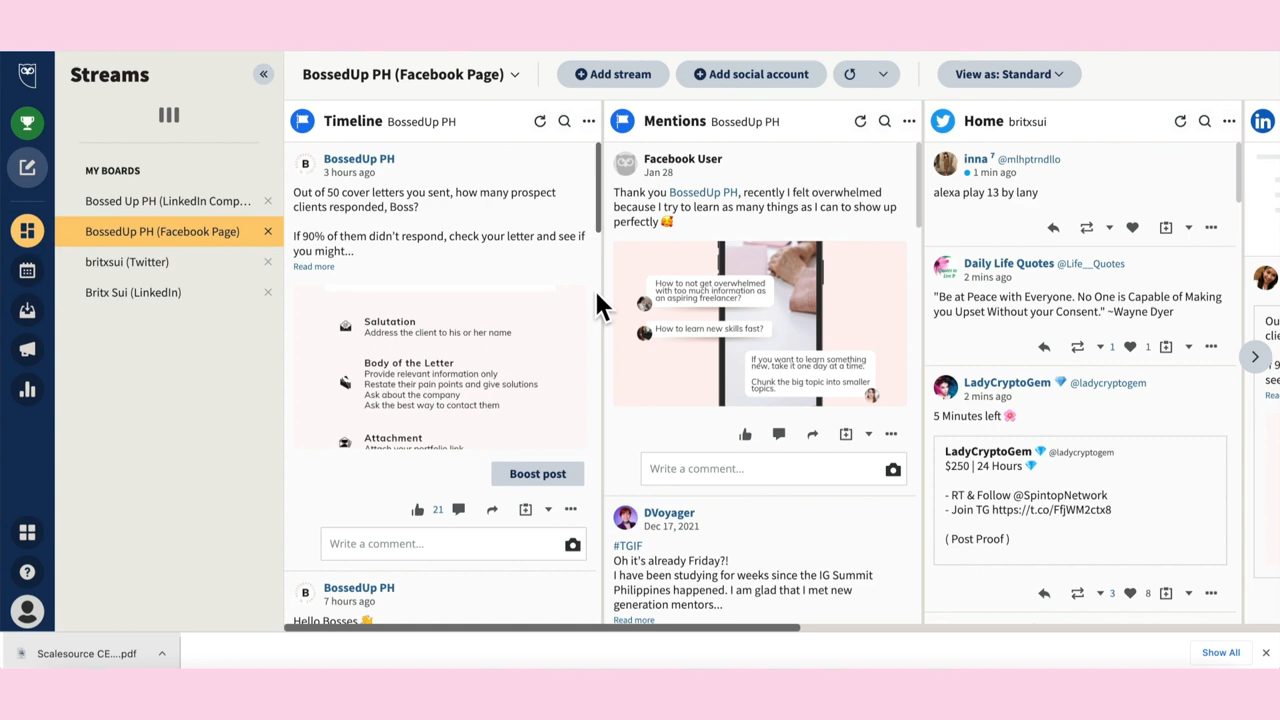 Streams
MY BOARDS
Bossed Up PH (LinkedIn Comp...
BossedUp PH (Facebook Page)
britxsui (Twitter)
Britx Sui (LinkedIn)
BossedUp PH (Facebook Page)
Add stream
Add social account
View as: Standard
Timeline BossedUp PH
B
BossedUp PH
3 hours ago
Out of 50 cover letters you sent, how many prospect
clients responded, Boss?
If 90% of them didn't respond, check your letter and see if
you might...
Read more
Salutation
Address the client to his or her name
Body of the Letter
Provide relevant information only
Restate their pain points and give solutions
Ask about the company
Ask the best way to contact them
Attachment
Attach your portfolio link
Boost post
21
Write a comment...
B
BossedUp PH
7 hours ago
Hello Bosses 👋
Mentions BossedUp PH
Facebook User
Jan 28
Thank you BossedUp PH, recently I felt overwhelmed
because I try to learn as many things as I can to show up
perfectly 🥰
How to not get overwhelmed
with too much information as
an aspiring freelancer?
How to learn new skills fast?
If you want to learn something
new, take it one day at a time.
Chunk the big topic into smaller
topics.
Write a comment...
DVoyager
Dec 17, 2021
#TGIF
Oh it's already Friday?!
I have been studying for weeks since the IG Summit
Philippines happened. I am glad that I met new
generation mentors...
Read more
Home britxsui
inna ⁷ @mlhptrndllo
1 min ago
alexa play 13 by lany
Daily Life Quotes @Life__Quotes
2 mins ago
"Be at Peace with Everyone. No One is Capable of Making
you Upset Without your Consent." ~Wayne Dyer
1 1
LadyCryptoGem 💎 @ladycryptogem
2 mins ago
5 Minutes left 🌸
LadyCryptoGem 💎 @ladycryptogem
$250 | 24 Hours 💎
- RT & Follow @SpintopNetwork
- Join TG https://t.co/FfjWM2ctx8
( Post Proof )
3 8
in
Ou
clie
see
Rea
Scalesource CE....pdf
Show All